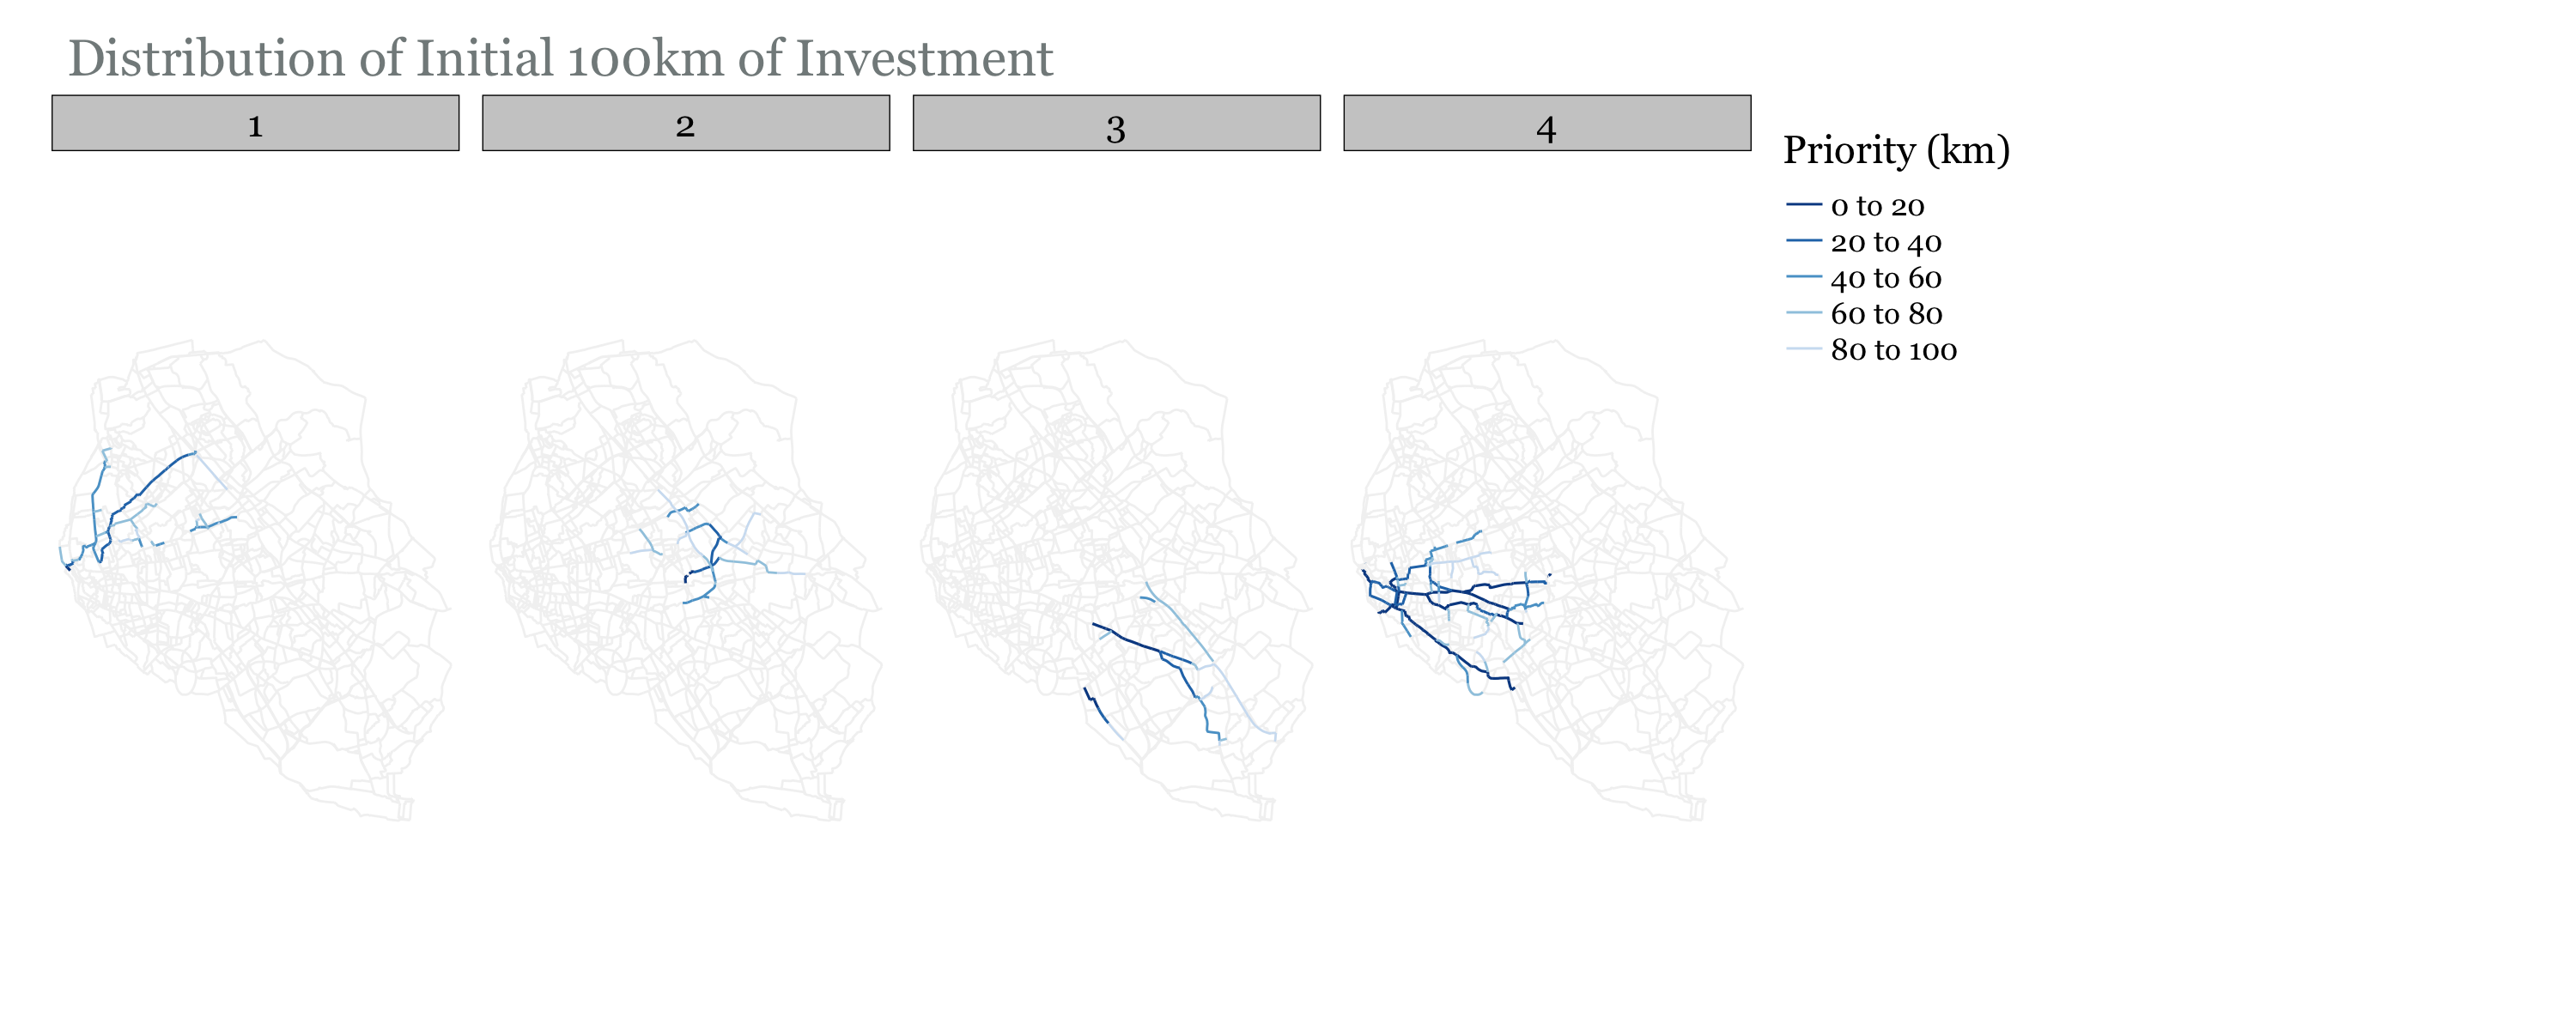 Distribution of Initial 100km of Investment
1
2
3
4
Priority (km)
0 to 20
20 to 40
40 to 60
60 to 80
80 to 100